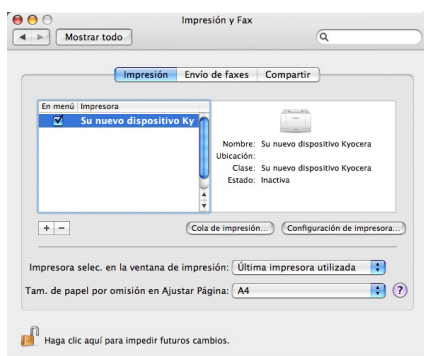 Impresión y Fax
Mostrar todo
Impresión Envío de faxes Compartir
En menú Impresora
Su nuevo dispositivo Ky
Nombre: Su nuevo dispositivo Kyocera
Ubicación:
Clase: Su nuevo dispositivo Kyocera
Estado: Inactiva
+ −
Cola de impresión... Configuración de impresora...
Impresora selec. en la ventana de impresión: Última impresora utilizada
Tam. de papel por omisión en Ajustar Página: A4 ?
Haga clic aquí para impedir futuros cambios.